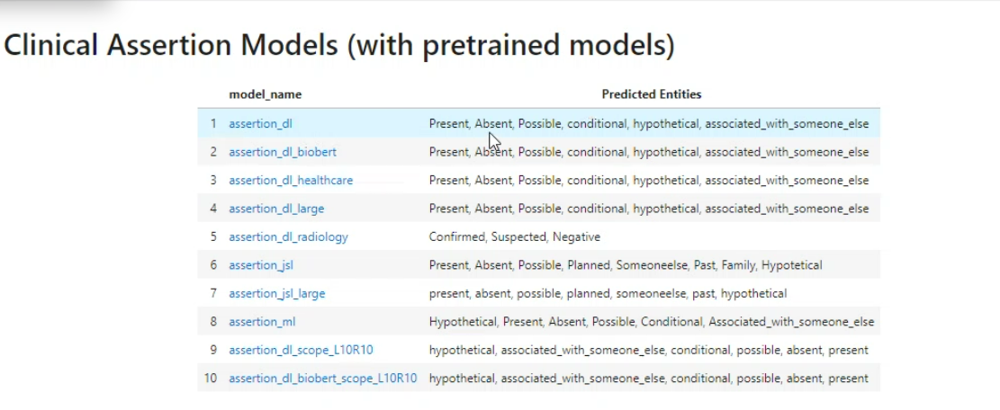 Clinical Assertion Models (with pretrained models)
model_name Predicted Entities
1 assertion_dl Present, Absent, Possible, conditional, hypothetical, associated_with_someone_else
2 assertion_dl_biobert Present, Absent, Possible, conditional, hypothetical, associated_with_someone_else
3 assertion_dl_healthcare Present, Absent, Possible, conditional, hypothetical, associated_with_someone_else
4 assertion_dl_large Present, Absent, Possible, conditional, hypothetical, associated_with_someone_else
5 assertion_dl_radiology Confirmed, Suspected, Negative
6 assertion_jsl Present, Absent, Possible, Planned, Someoneelse, Past, Family, Hypotetical
7 assertion_jsl_large present, absent, possible, planned, someoneelse, past, hypothetical
8 assertion_ml Hypothetical, Present, Absent, Possible, Conditional, Associated_with_someone_else
9 assertion_dl_scope_L10R10 hypothetical, associated_with_someone_else, conditional, possible, absent, present
10 assertion_dl_biobert_scope_L10R10 hypothetical, associated_with_someone_else, conditional, possible, absent, present